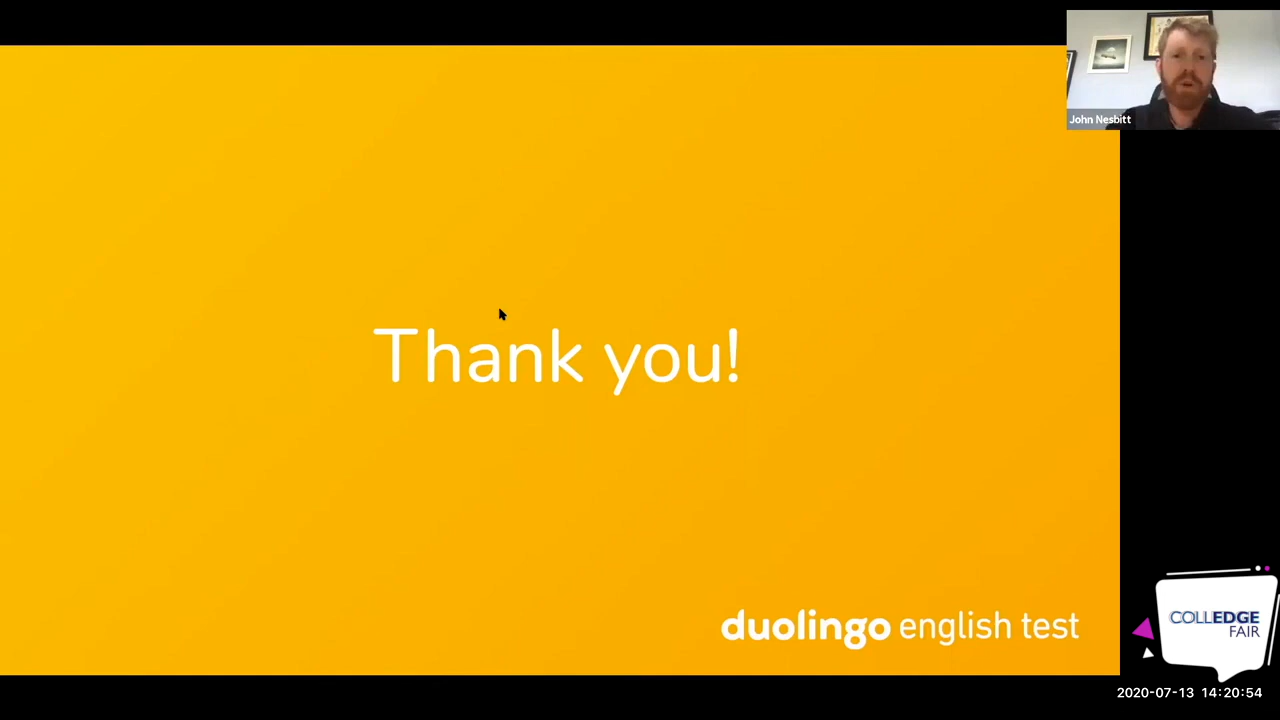 John Nesbitt
Thank you!
duolingo english test
COLLEDGE
FAIR
2020-07-13 14:20:54